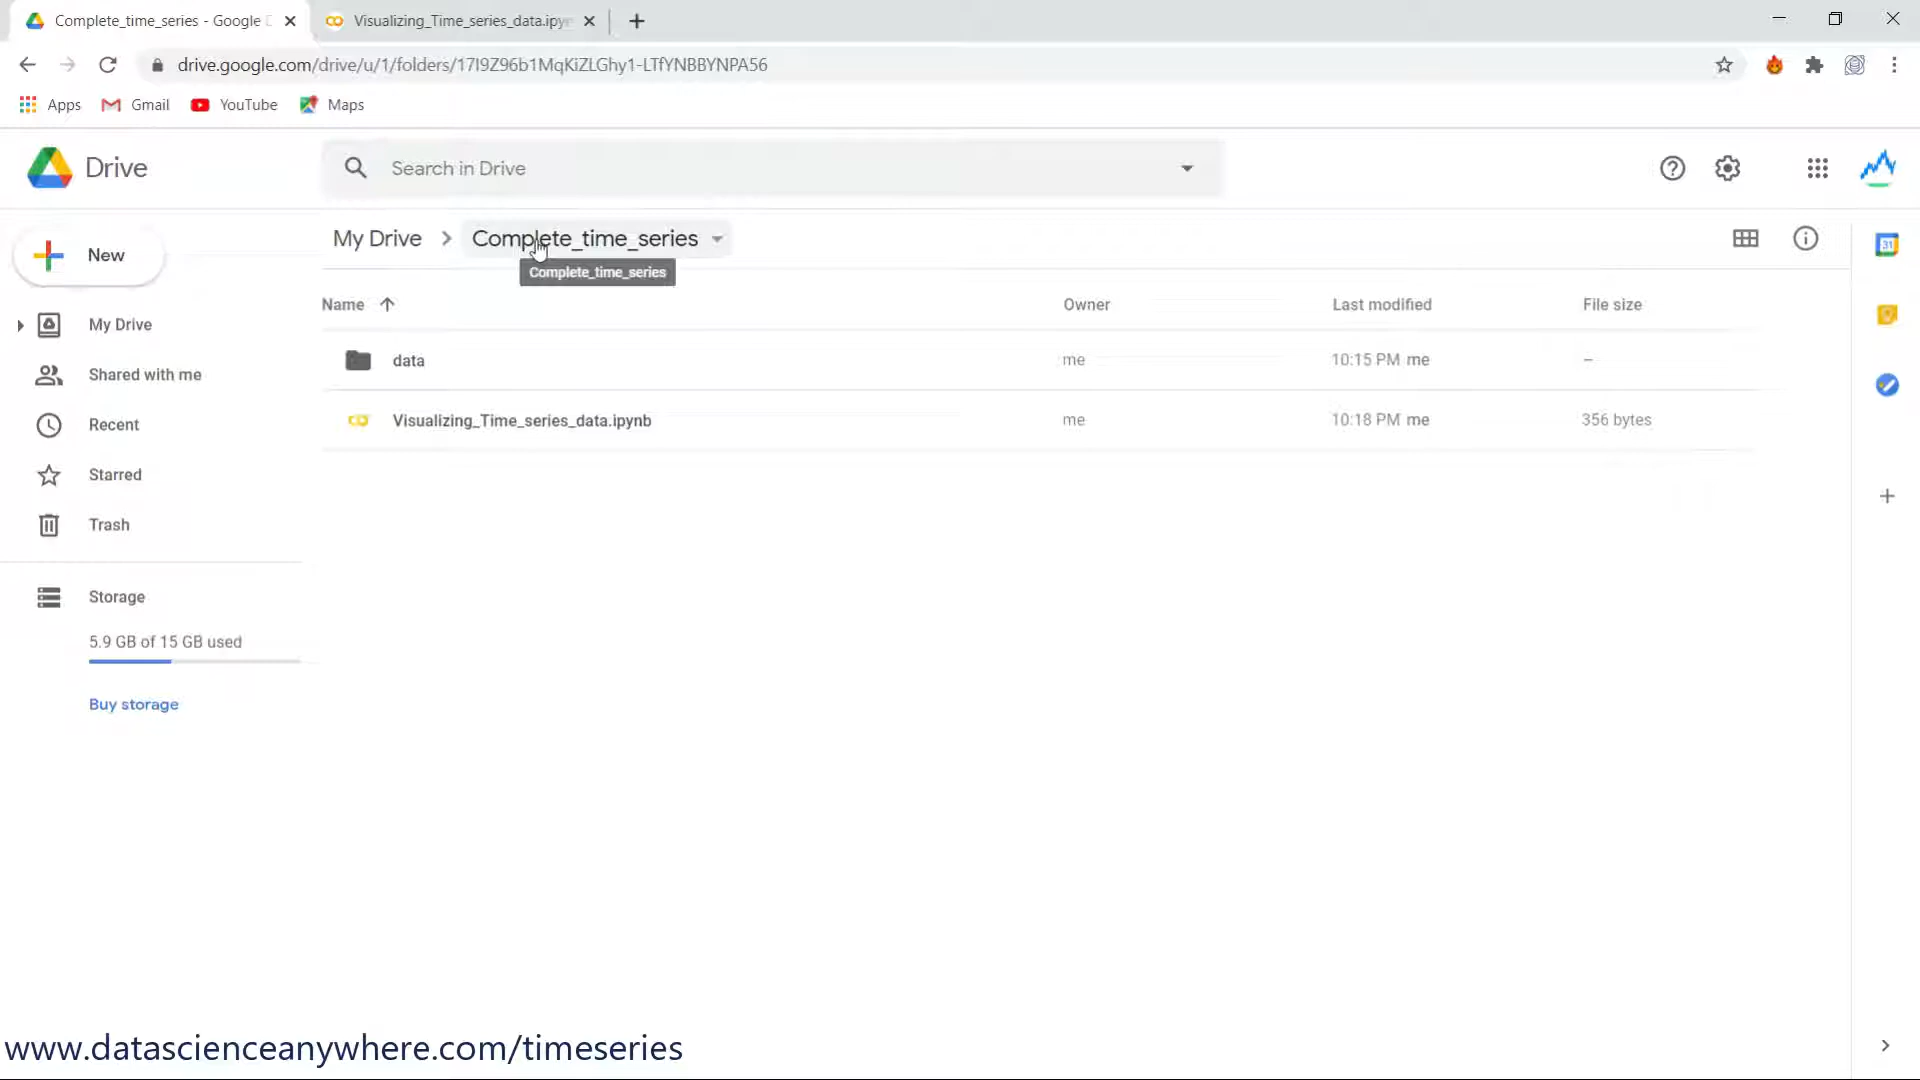 Complete_time_series - Google D
Visualizing_Time_series_data.ipy
drive.google.com/drive/u/1/folders/17I9Z96b1MqKiZLGhy1-LTfYNBBYNPA56
Apps
Gmail
YouTube
Maps
Drive
Search in Drive
New
My Drive
Complete_time_series
Complete_time_series
Name
Owner
Last modified
File size
My Drive
data
me
10:15 PM me
–
Shared with me
Visualizing_Time_series_data.ipynb
me
10:18 PM me
356 bytes
Recent
Starred
Trash
Storage
5.9 GB of 15 GB used
Buy storage
31
www.datascienceanywhere.com/timeseries